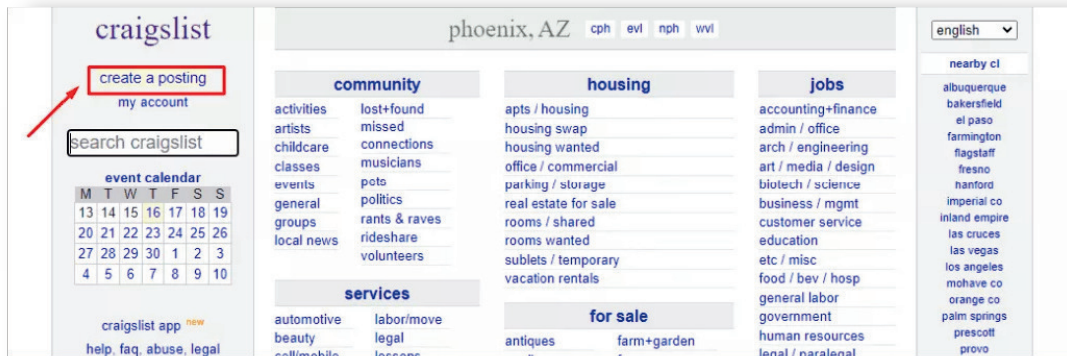 craigslist
create a posting
my account
search craigslist
event calendar
M T W T F S S
13 14 15 16 17 18 19
20 21 22 23 24 25 26
27 28 29 30 1 2 3
4 5 6 7 8 9 10
craigslist app new
help, faq, abuse, legal
phoenix, AZ cph evl nph wvl
community
activities
artists
childcare
classes
events
general
groups
local news
lost+found
missed
connections
musicians
pets
politics
rants & raves
rideshare
volunteers
services
automotive
beauty
cell/mobile
labor/move
legal
lessons
housing
apts / housing
housing swap
housing wanted
office / commercial
parking / storage
real estate for sale
rooms / shared
rooms wanted
sublets / temporary
vacation rentals
for sale
antiques
farm+garden
jobs
accounting+finance
admin / office
arch / engineering
art / media / design
biotech / science
business / mgmt
customer service
education
etc / misc
food / bev / hosp
general labor
government
human resources
legal / paralegal
english
nearby cl
albuquerque
bakersfield
el paso
farmington
flagstaff
fresno
hanford
imperial co
inland empire
las cruces
las vegas
los angeles
mohave co
orange co
palm springs
prescott
provo